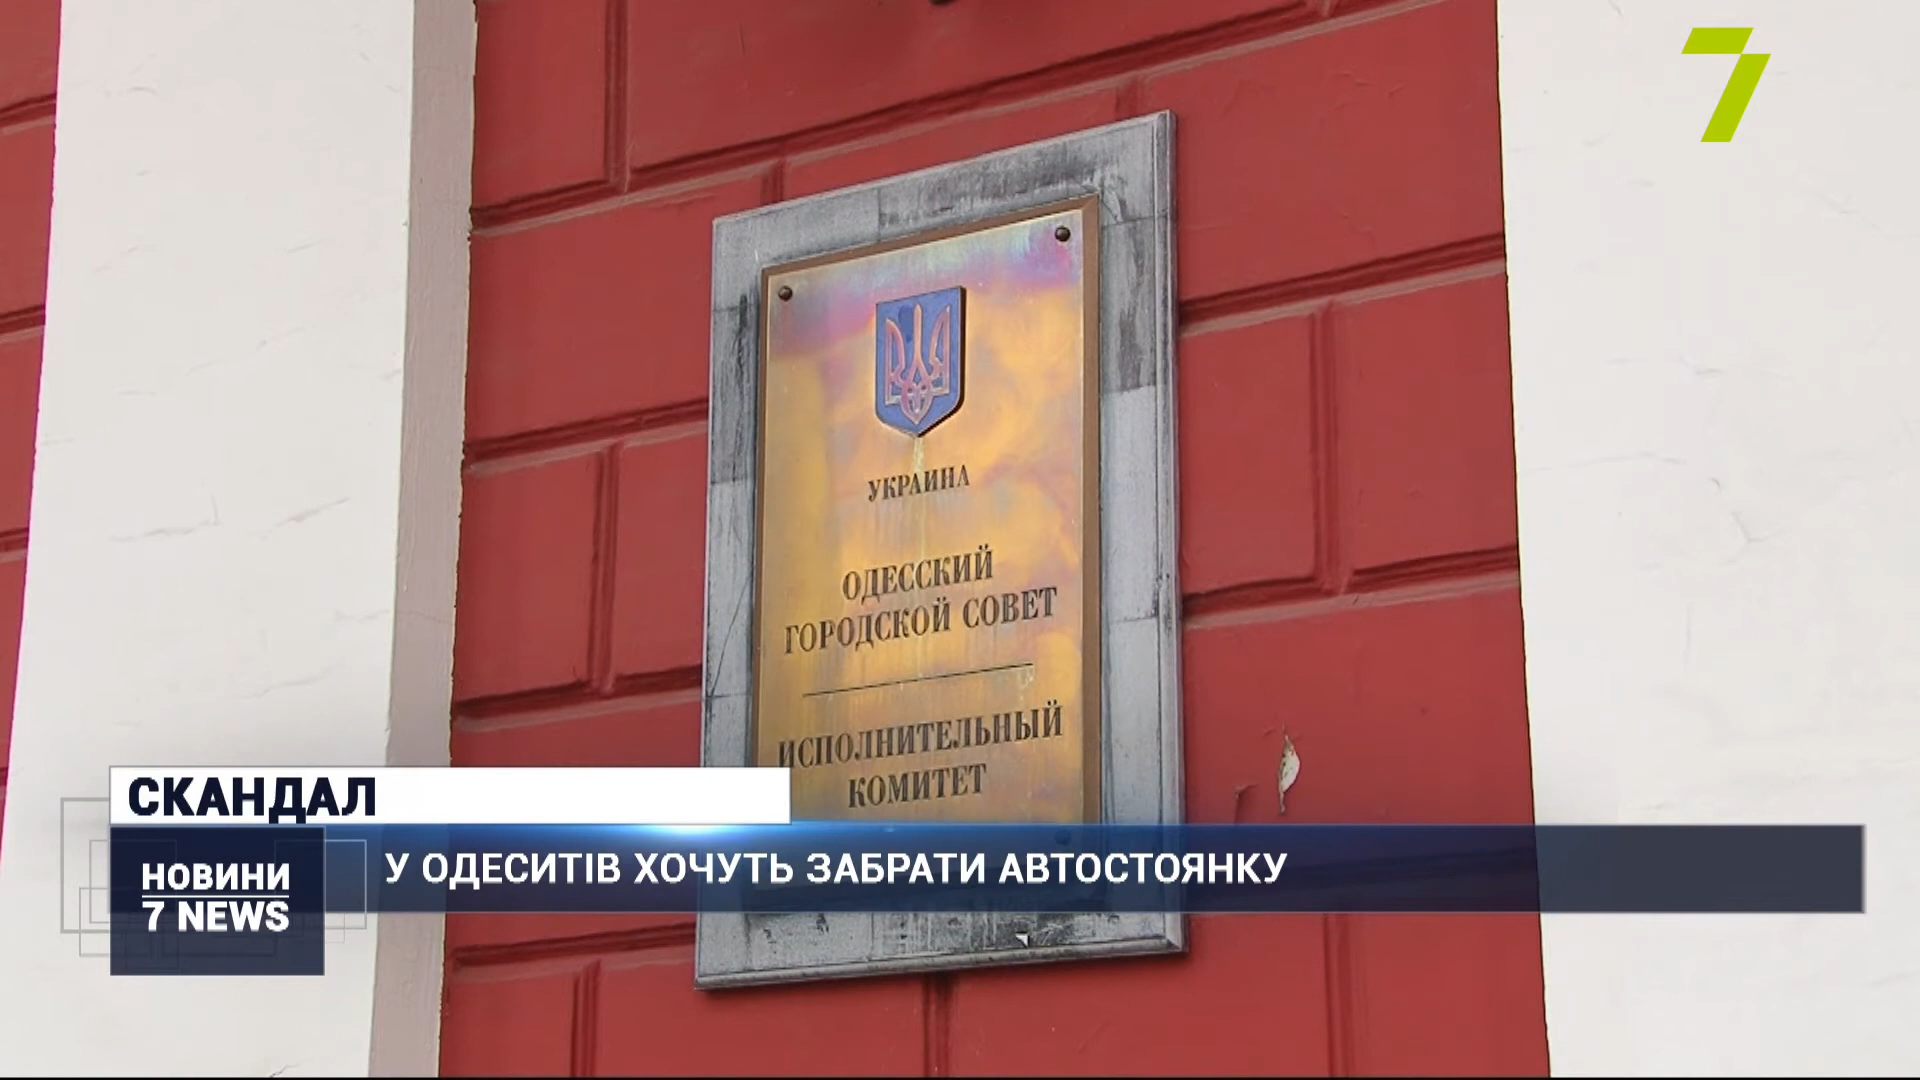 7
УКРАИНА
ОДЕССКИЙ
ГОРОДСКОЙ СОВЕТ
ИСПОЛНИТЕЛЬНЫЙ
КОМИТЕТ
СКАНДАЛ
У ОДЕСИТІВ ХОЧУТЬ ЗАБРАТИ АВТОСТОЯНКУ
НОВИНИ
7 NEWS